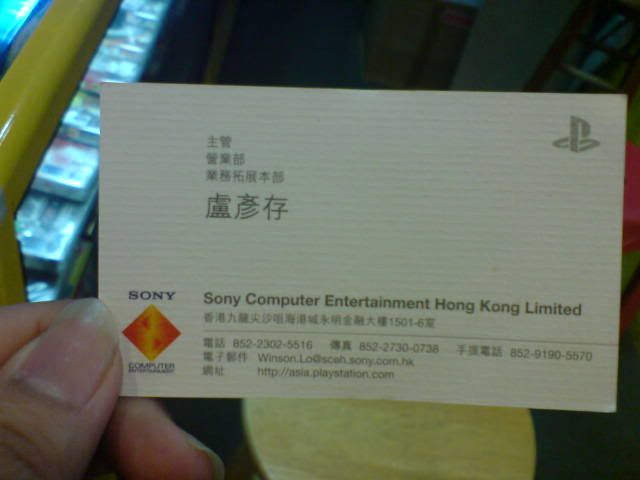 主管
營業部
業務拓展本部
盧彥存
SONY
COMPUTER
ENTERTAINMENT
Sony Computer Entertainment Hong Kong Limited
香港九龍尖沙咀海港城永明金融大樓1501-6室
電話 852-2302-5516 傳真 852-2730-0738 手提電話 852-9190-5570
電子郵件 Winson.Lo@sceh.sony.com.hk
網址 http://asia.playstation.com